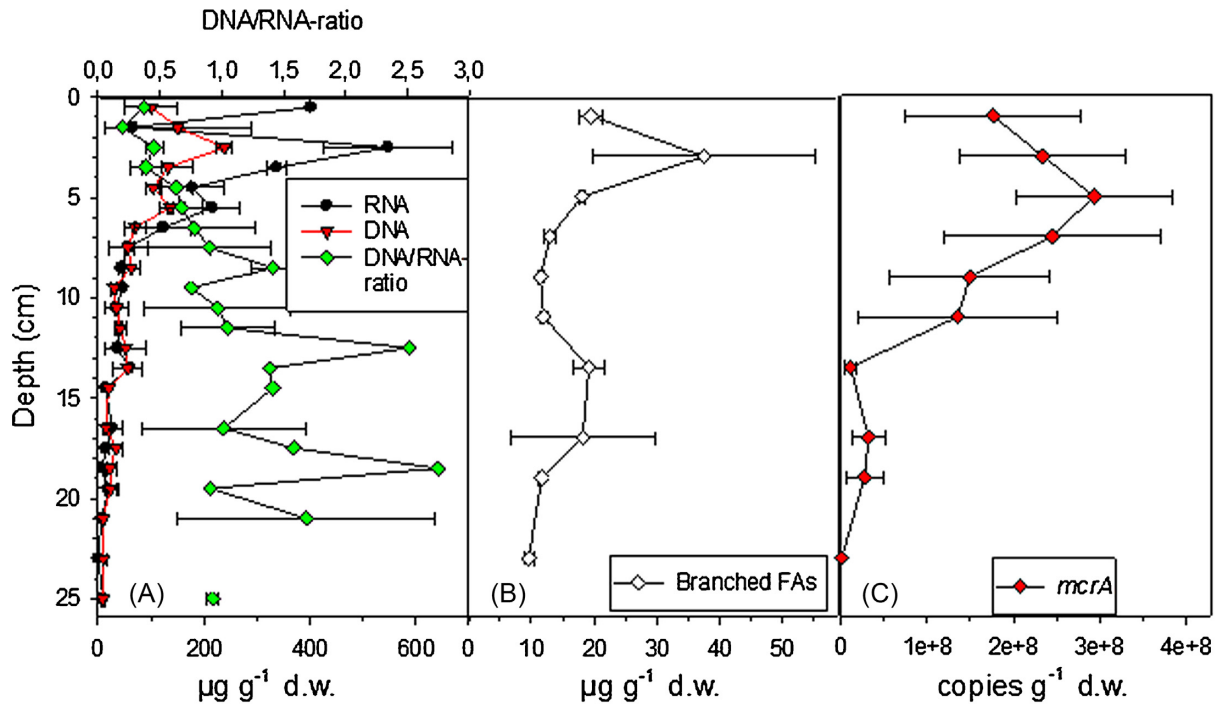 DNA/RNA-ratio
0,0 0,5 1,0 1,5 2,0 2,5 3,0
0
5
10
15
20
25
Depth (cm)
RNA
DNA
DNA/RNA-
ratio
(A)
0 200 400 600
µg g⁻¹ d.w.
Branched FAs
(B)
0 10 20 30 40 50
µg g⁻¹ d.w.
mcrA
(C)
0 1e+8 2e+8 3e+8 4e+8
copies g⁻¹ d.w.